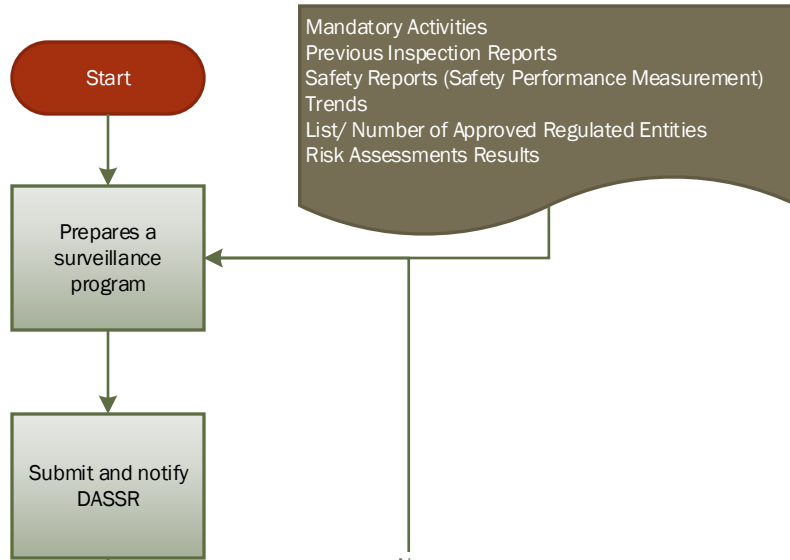 Mandatory Activities
Previous Inspection Reports
Safety Reports (Safety Performance Measurement)
Trends
List/ Number of Approved Regulated Entities
Risk Assessments Results
Start
Prepares a
surveillance
program
Submit and notify
DASSR